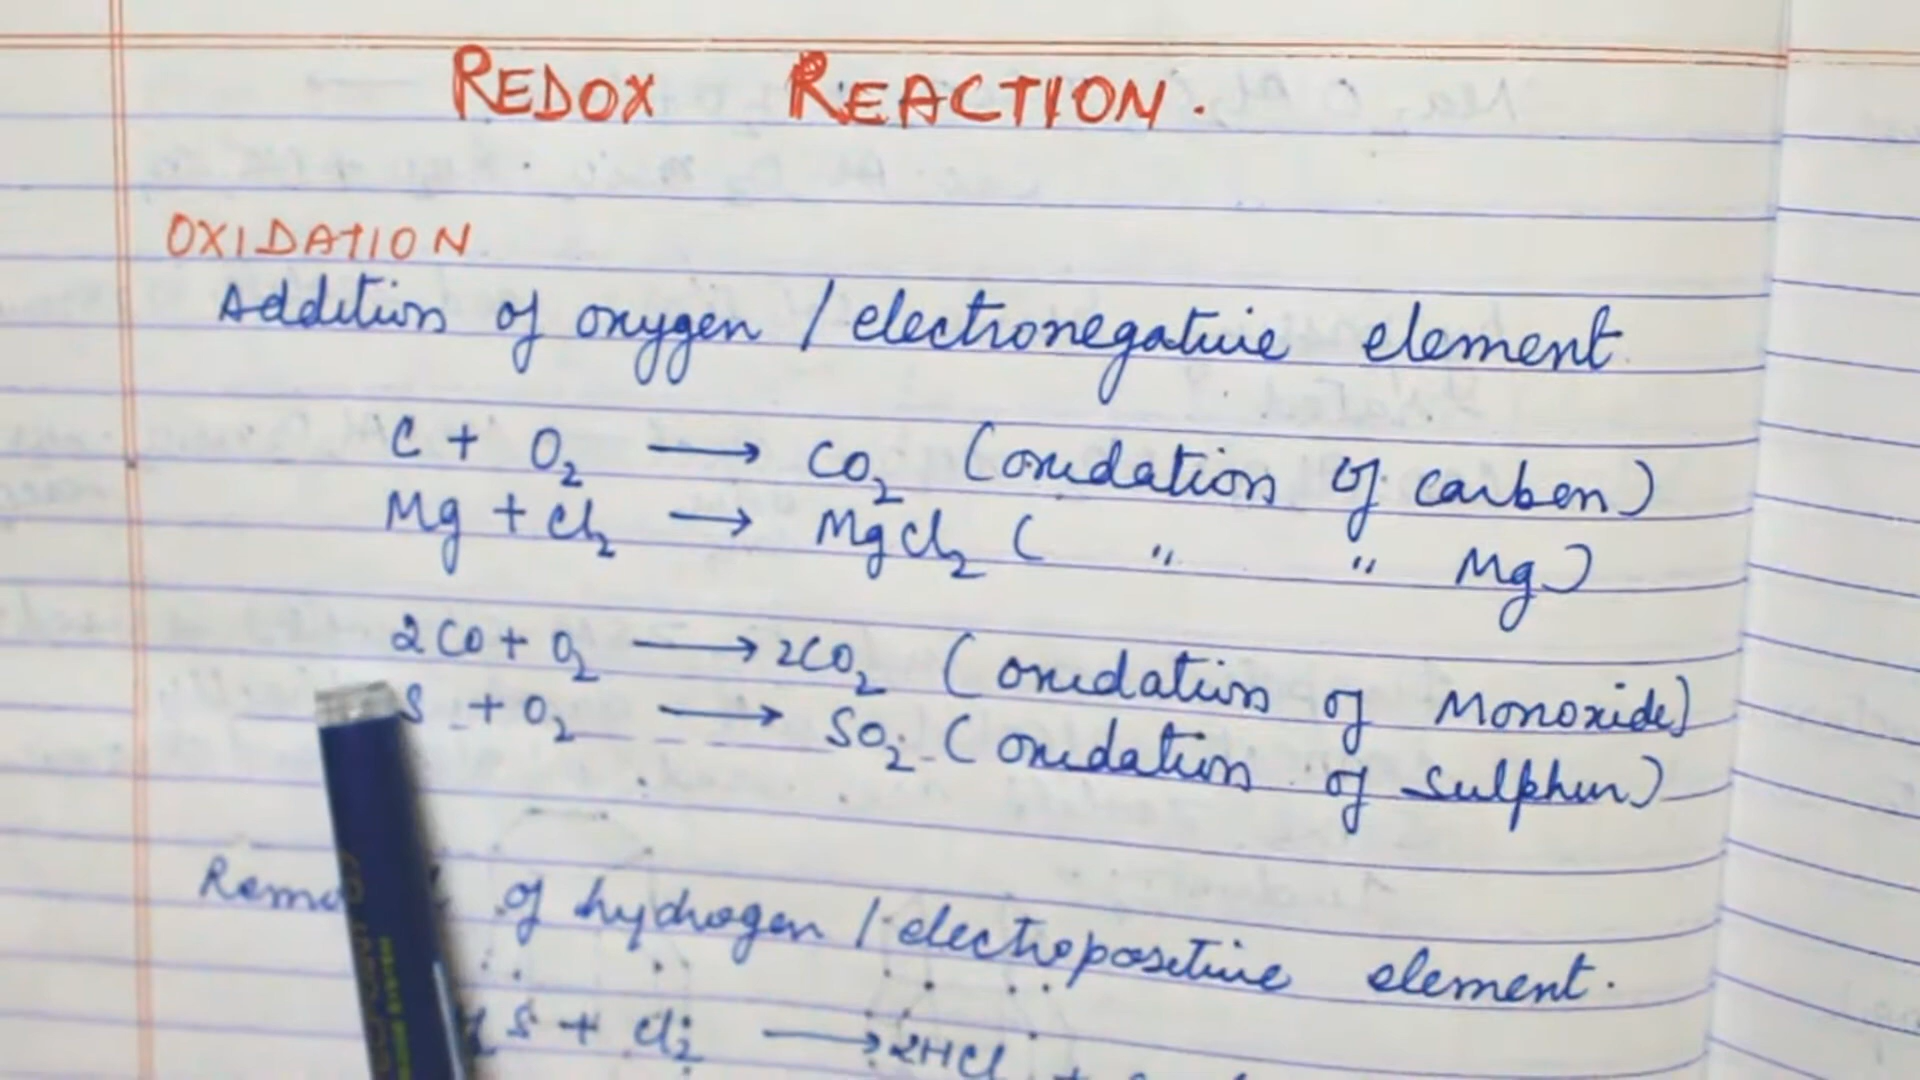 REDOX REACTION.
OXIDATION
Addition of oxygen / electronegative element
C + O₂ ⟶ CO₂ (oxidation of carbon)
Mg + Cl₂ ⟶ MgCl₂ ( " " Mg)
2CO + O₂ ⟶ 2CO₂ (oxidation of Monoxide)
S + O₂ ⟶ SO₂ (oxidation of Sulphur)
of hydrogen / electropositive element.
S + Cl₂ ⟶ 2HCl +